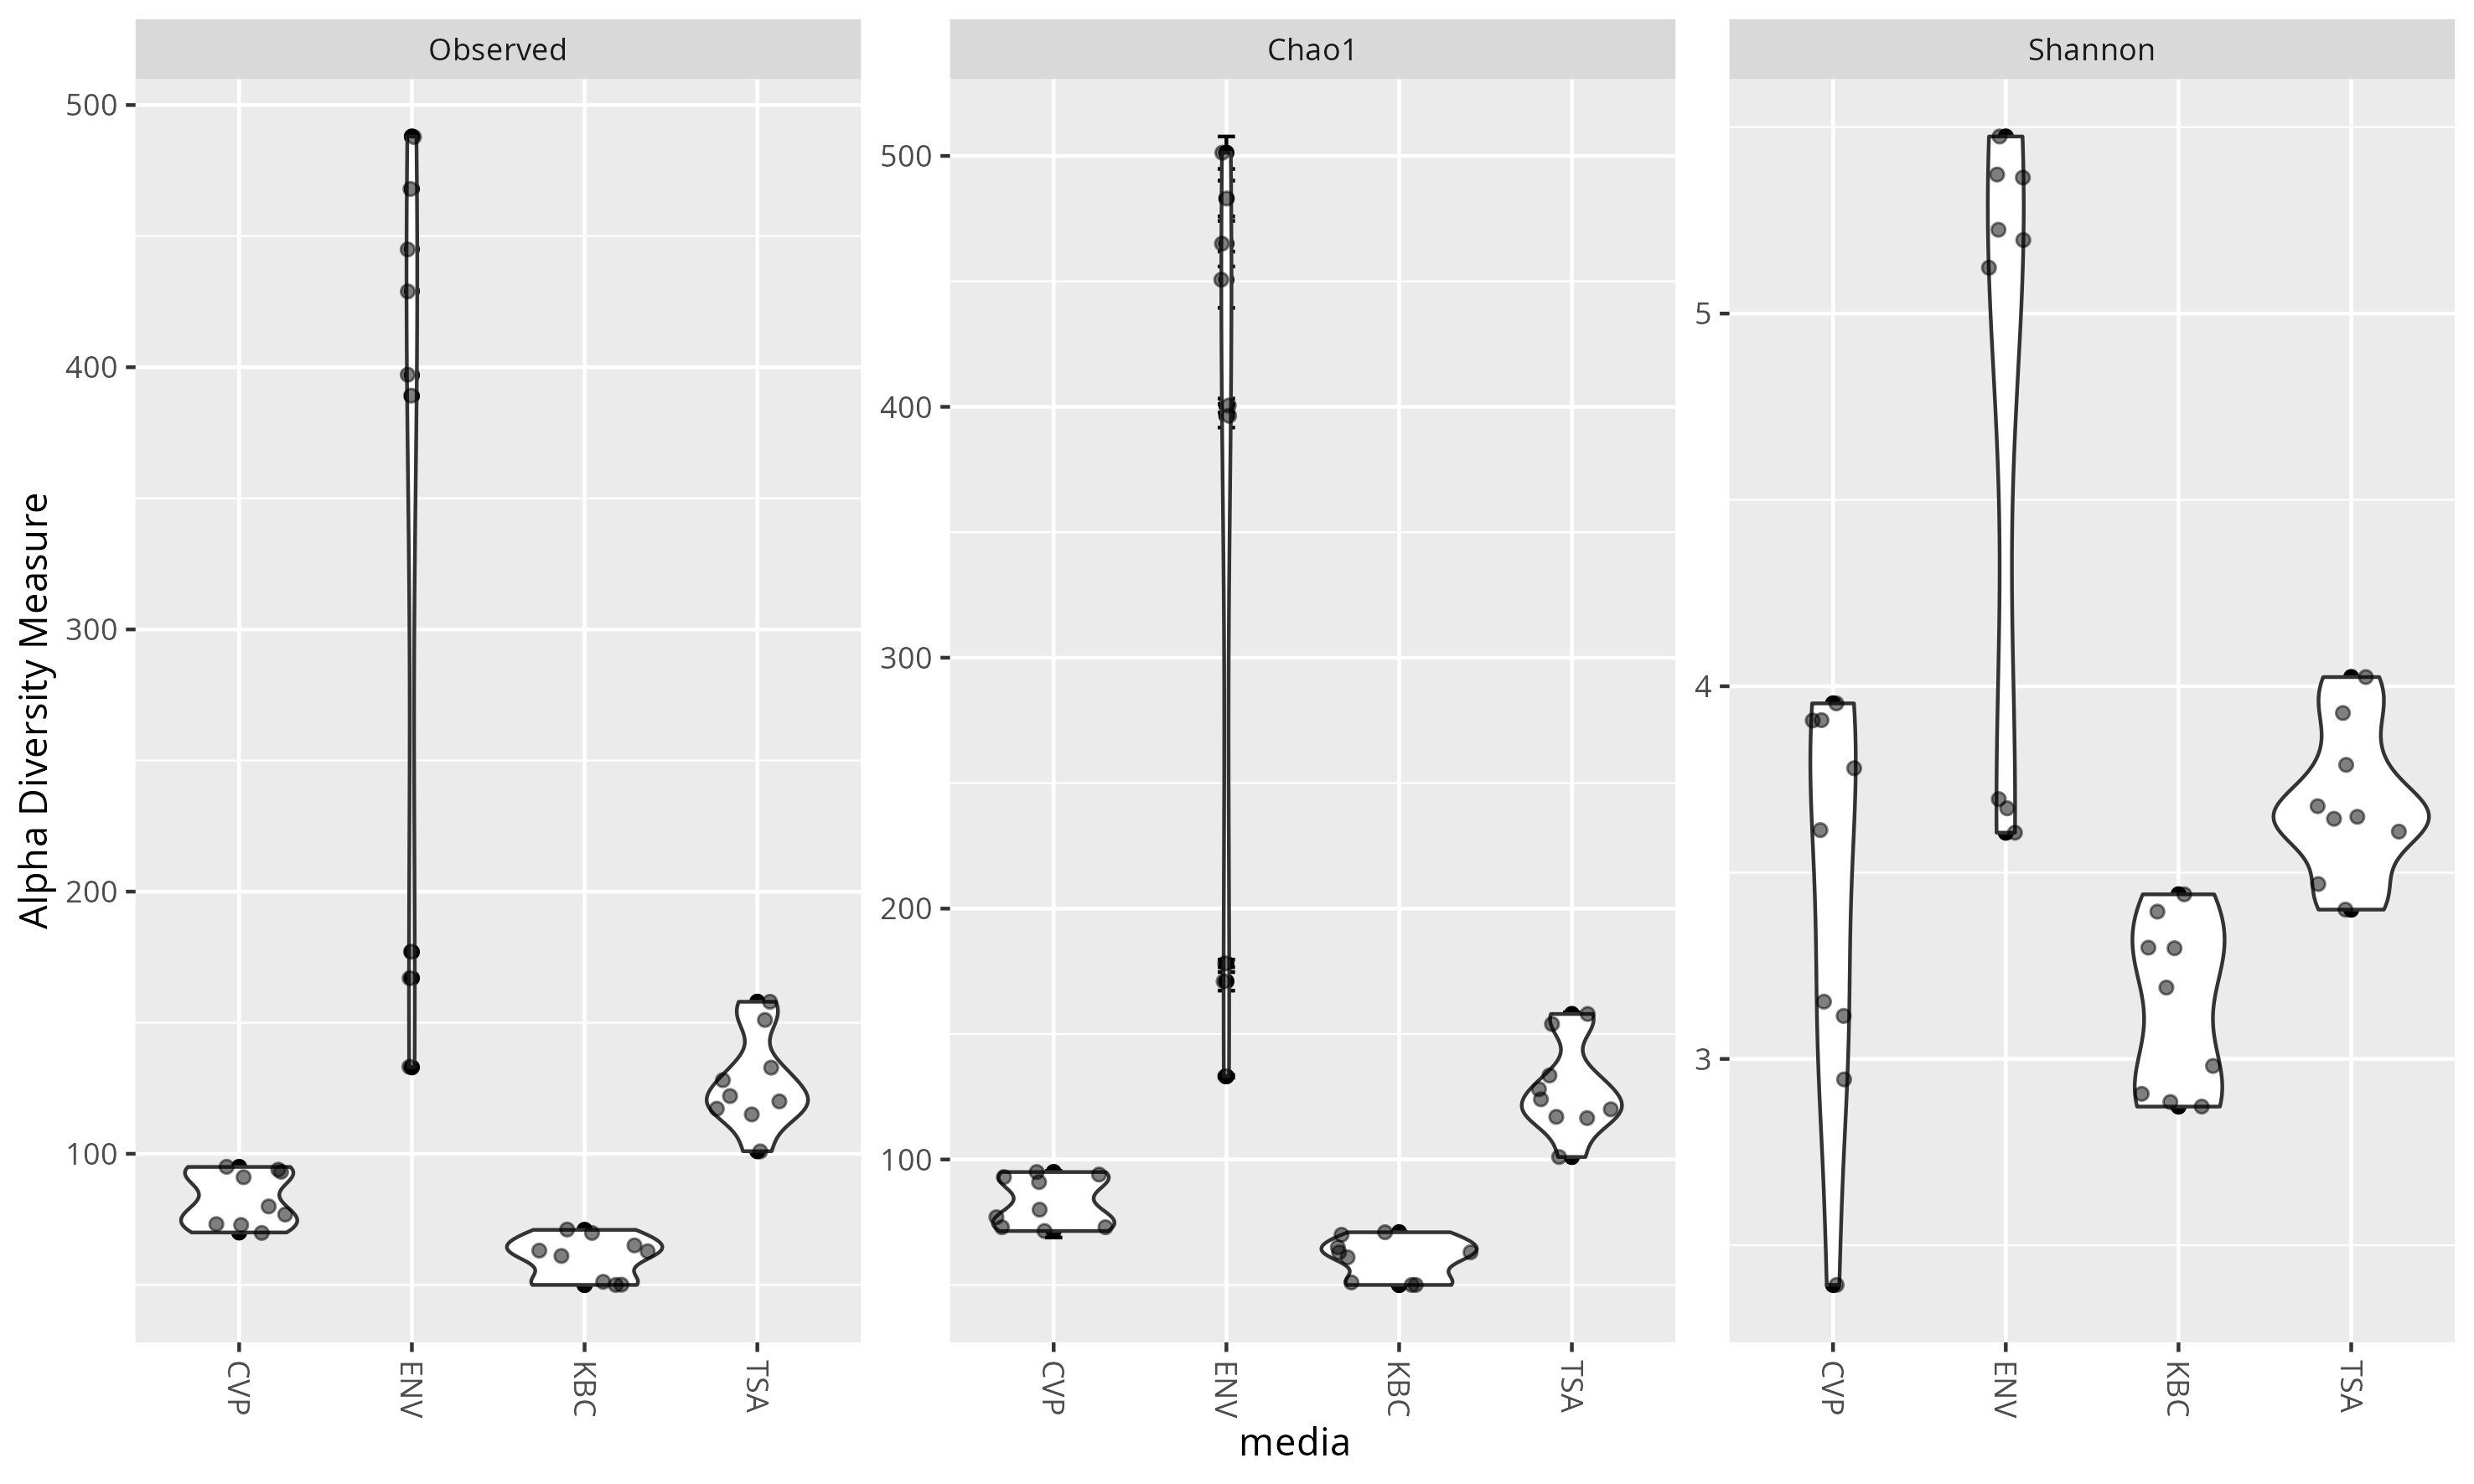 Observed
Chao1
Shannon
Alpha Diversity Measure
500
400
300
200
100
500
400
300
200
100
5
4
3
CVP
ENV
KBC
TSA
CVP
ENV
KBC
TSA
CVP
ENV
KBC
TSA
media